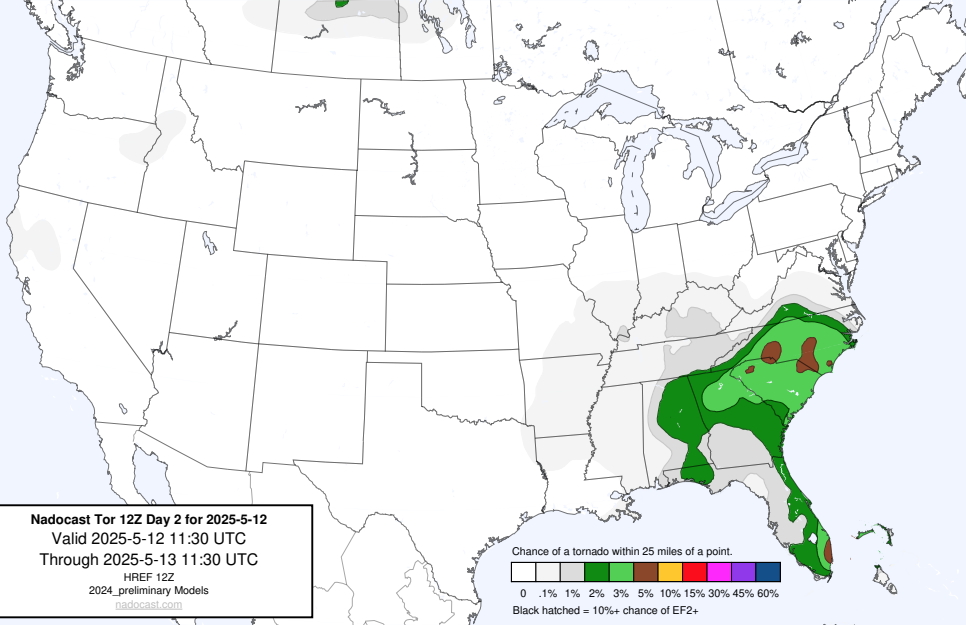 Nadocast Tor 12Z Day 2 for 2025-5-12
Valid 2025-5-12 11:30 UTC
Through 2025-5-13 11:30 UTC
HREF 12Z
2024_preliminary Models
nadocast.com
Chance of a tornado within 25 miles of a point.
0 .1% 1% 2% 3% 5% 10% 15% 30% 45% 60%
Black hatched = 10%+ chance of EF2+